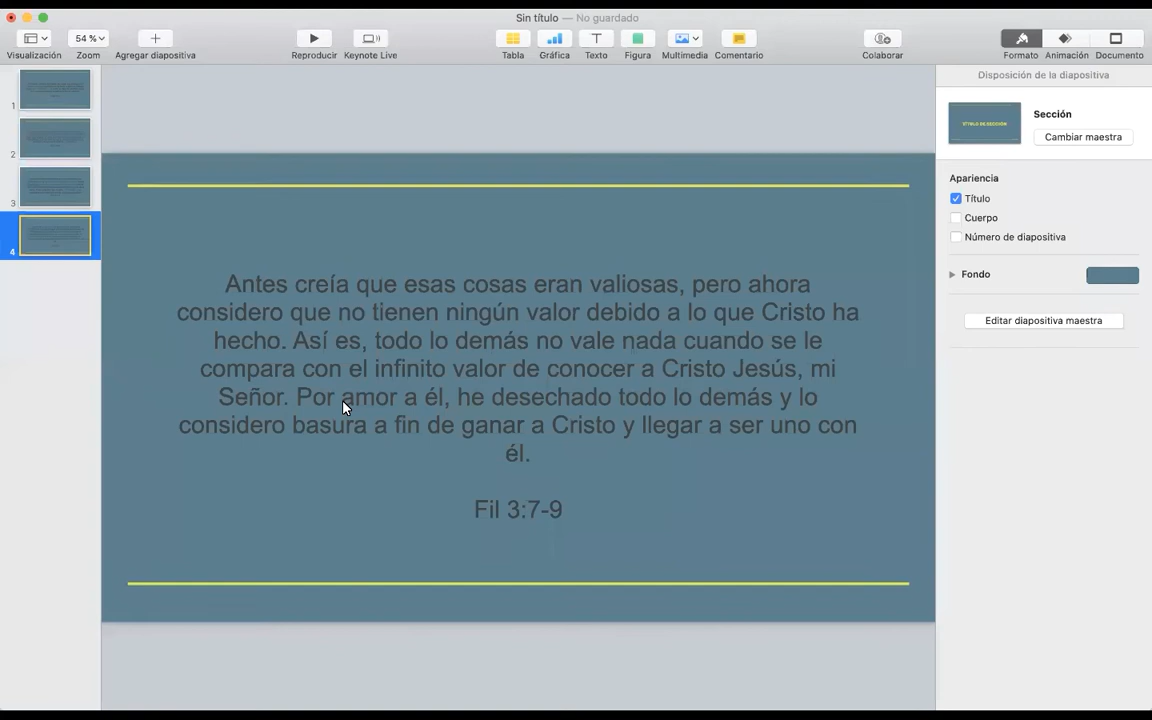 Sin título — No guardado
54 %
Visualización
Zoom
Agregar diapositiva
Reproducir
Keynote Live
Tabla
Gráfica
Texto
Figura
Multimedia
Comentario
Colaborar
Formato
Animación
Documento
1
2
3
4
Antes creía que esas cosas eran valiosas, pero ahora
considero que no tienen ningún valor debido a lo que Cristo ha
hecho. Así es, todo lo demás no vale nada cuando se le
compara con el infinito valor de conocer a Cristo Jesús, mi
Señor. Por amor a él, he desechado todo lo demás y lo
considero basura a fin de ganar a Cristo y llegar a ser uno con
él.
Fil 3:7-9
Disposición de la diapositiva
TÍTULO DE SECCIÓN
Sección
Cambiar maestra
Apariencia
Título
Cuerpo
Número de diapositiva
Fondo
Editar diapositiva maestra